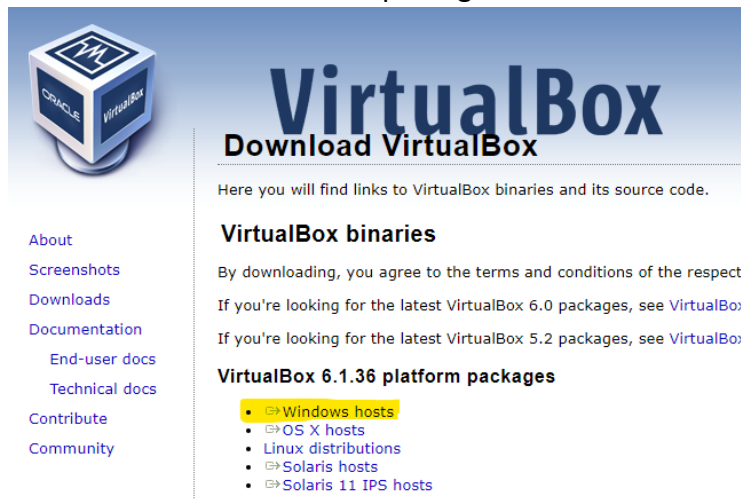 ORACLE
VirtualBox
VirtualBox
Download VirtualBox
Here you will find links to VirtualBox binaries and its source code.
About
Screenshots
Downloads
Documentation
End-user docs
Technical docs
Contribute
Community
VirtualBox binaries
By downloading, you agree to the terms and conditions of the respect
If you're looking for the latest VirtualBox 6.0 packages, see VirtualBox
If you're looking for the latest VirtualBox 5.2 packages, see VirtualBox
VirtualBox 6.1.36 platform packages
Windows hosts
OS X hosts
Linux distributions
Solaris hosts
Solaris 11 IPS hosts